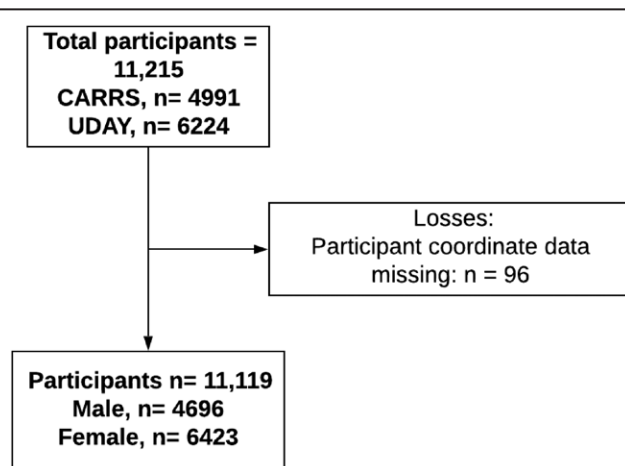 Total participants =
11,215
CARRS, n= 4991
UDAY, n= 6224
Losses:
Participant coordinate data
missing: n = 96
Participants n= 11,119
Male, n= 4696
Female, n= 6423